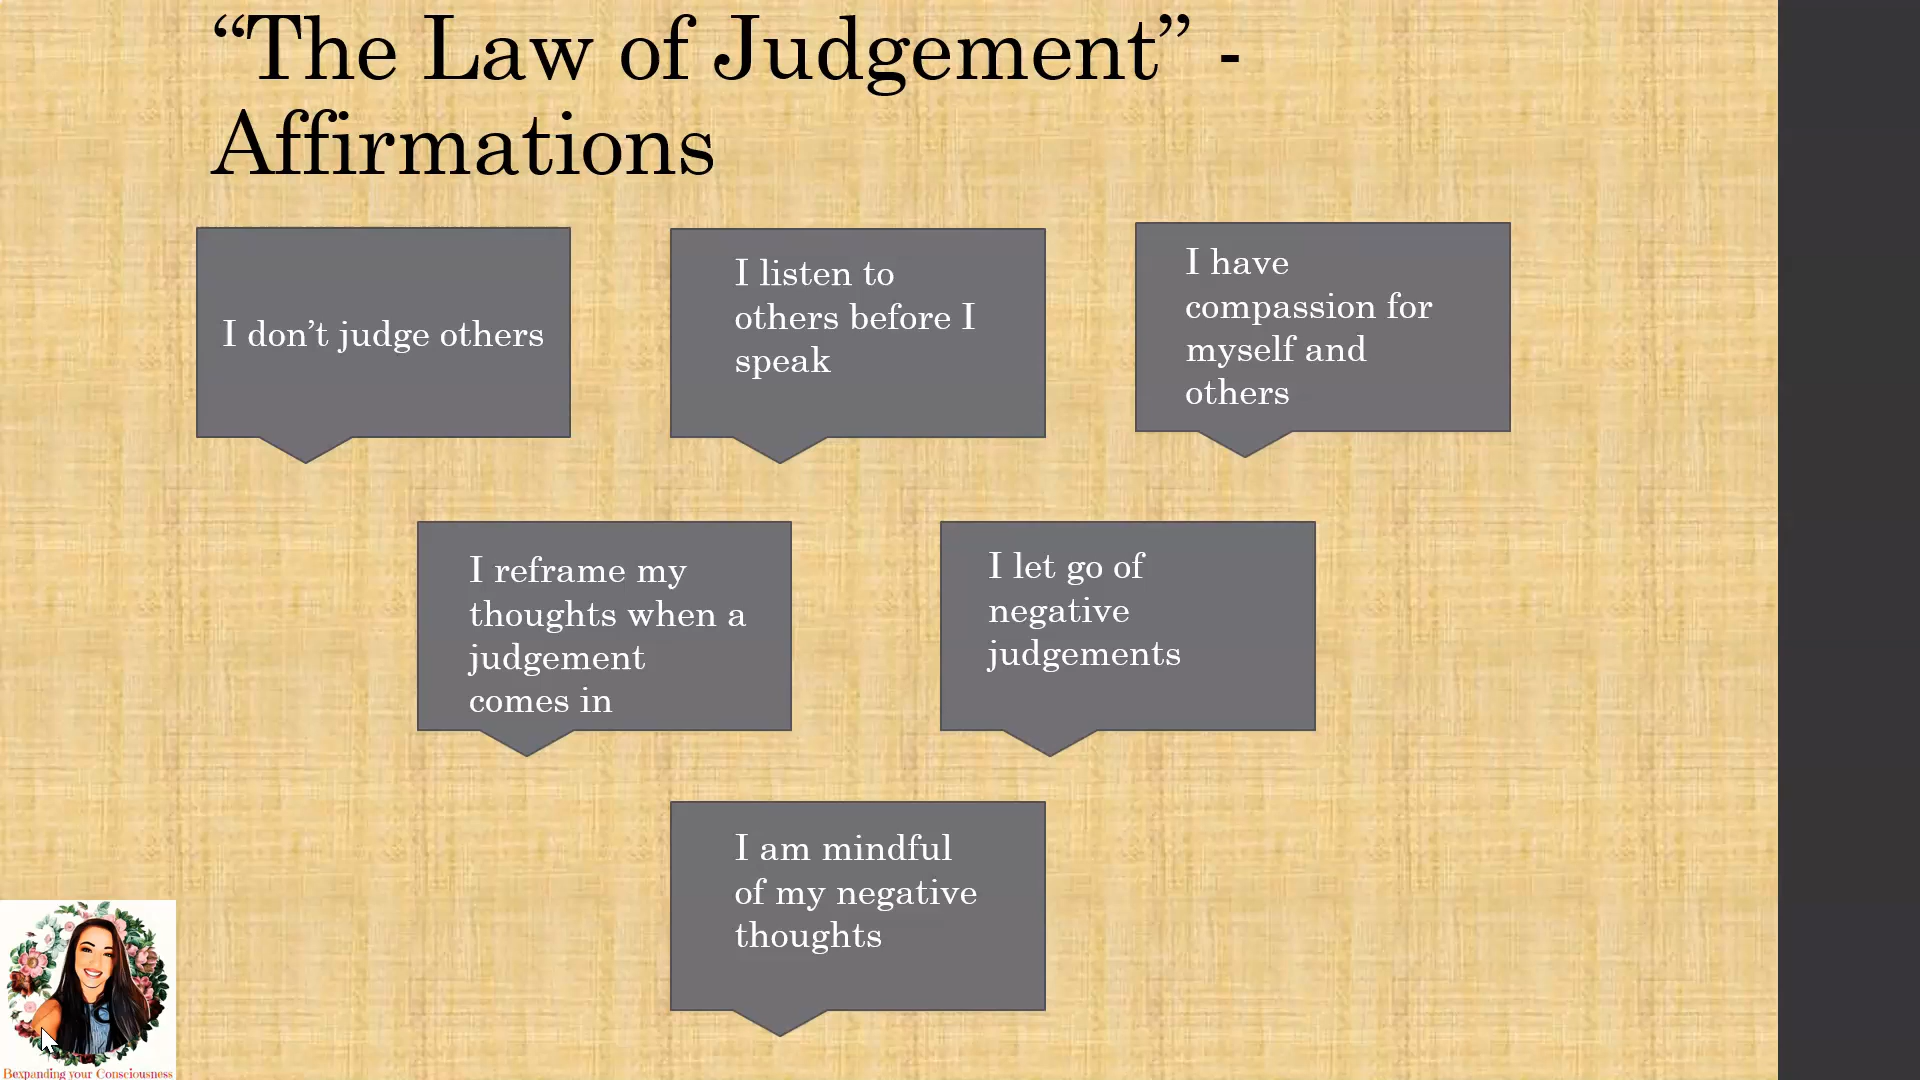 “The Law of Judgement” -
Affirmations
I don’t judge others
I listen to
others before I
speak
I have
compassion for
myself and
others
I reframe my
thoughts when a
judgement
comes in
I let go of
negative
judgements
I am mindful
of my negative
thoughts
Bexpanding your Consciousness